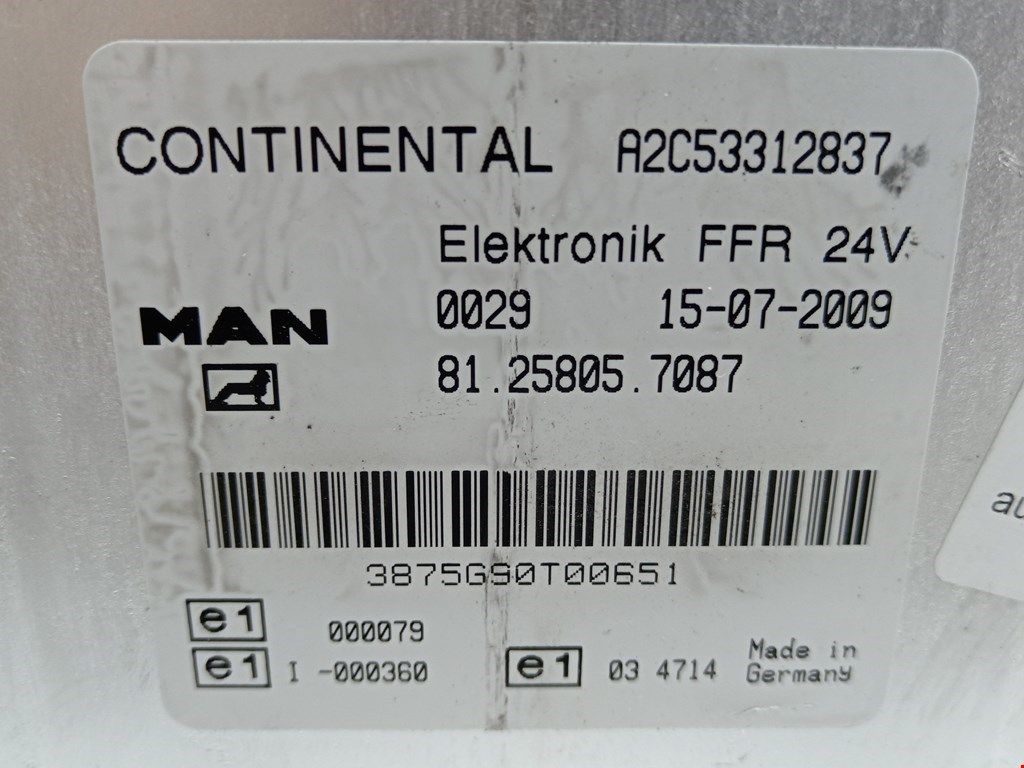 CONTINENTAL A2C53312837
Elektronik FFR 24V
MAN
0029 15-07-2009
81.25805.7087
3875G90T00651
e1 000079
e1 I -000360
e1 03 4714
Made in
Germany